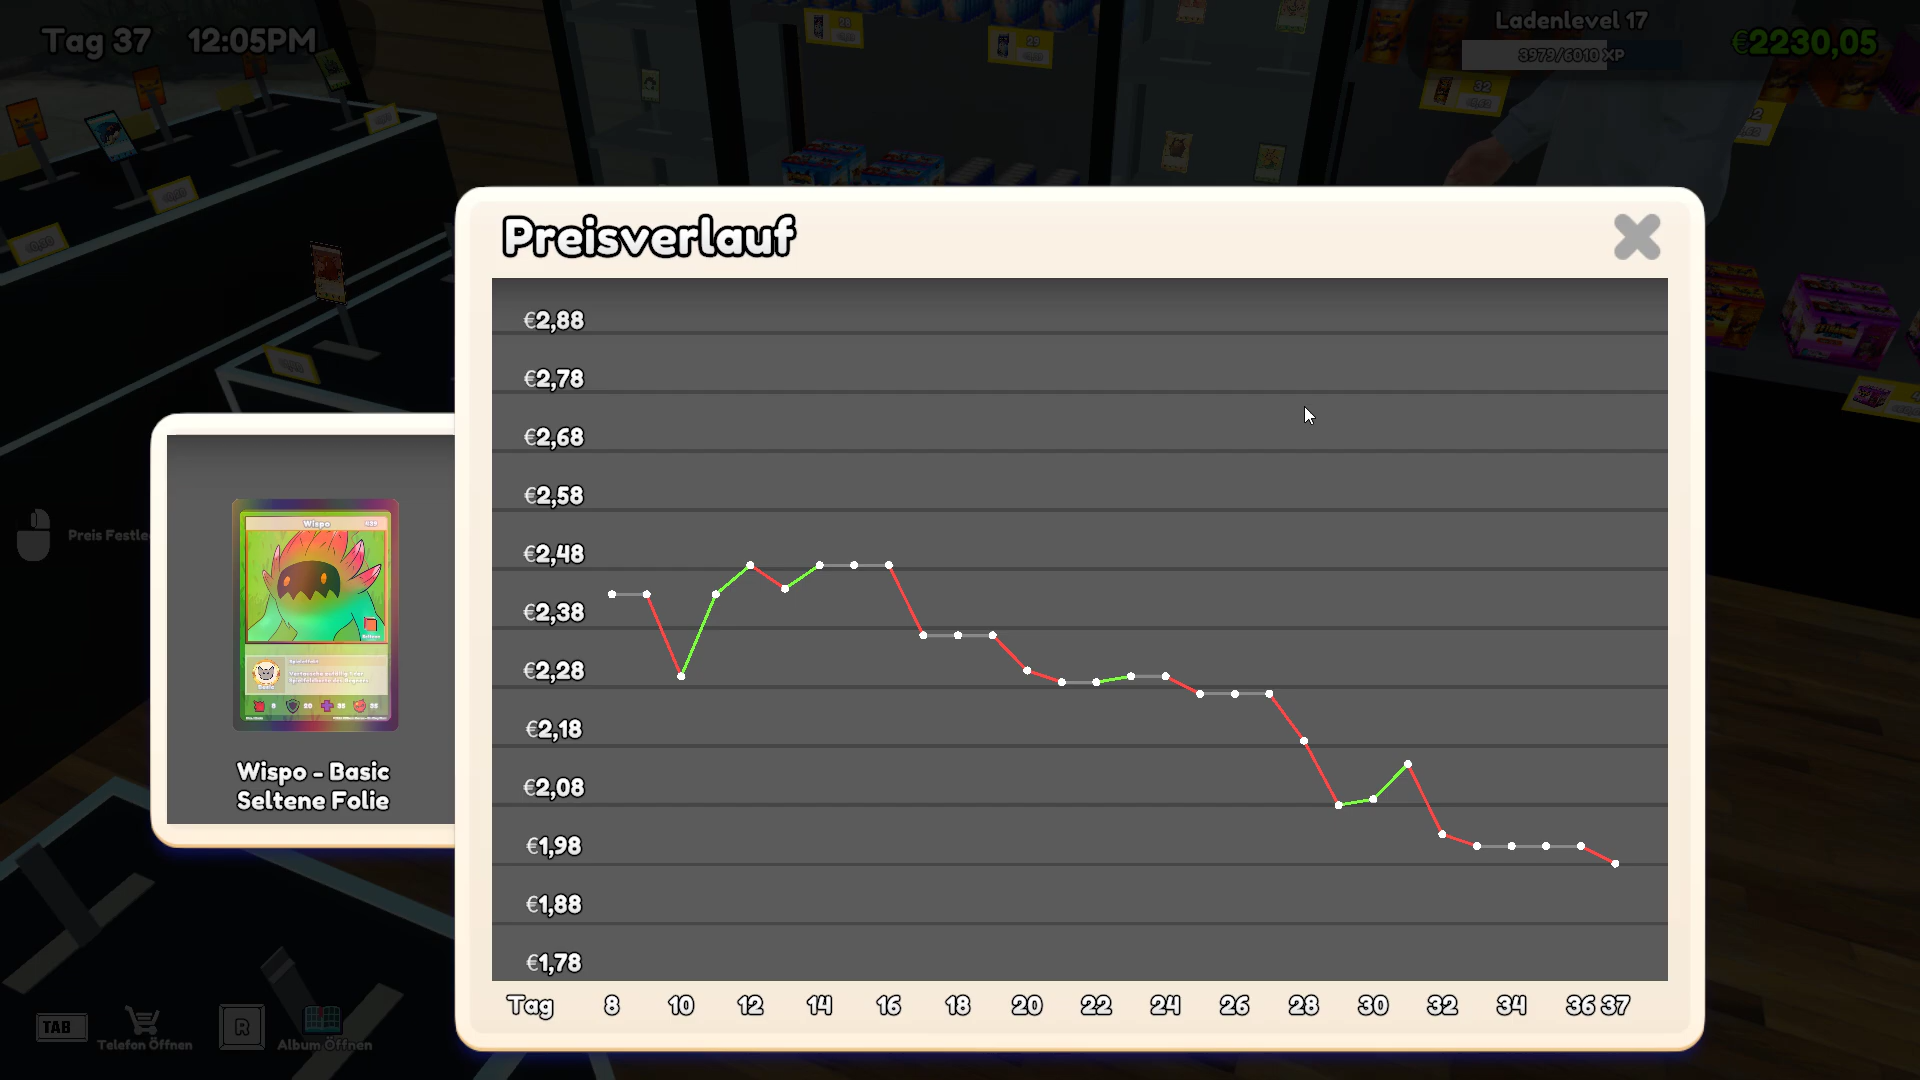 Tag 37 12:05PM
Ladenlevel 17
3979/6010 XP
€2230,05
Preisverlauf
€2,88
€2,78
€2,68
€2,58
€2,48
€2,38
€2,28
€2,18
€2,08
€1,98
€1,88
€1,78
Tag 8 10 12 14 16 18 20 22 24 26 28 30 32 34 36 37
Preis Festle
Wispo
Wispo - Basic
Seltene Folie
TAB
Telefon Öffnen
R
Album Öffnen
32